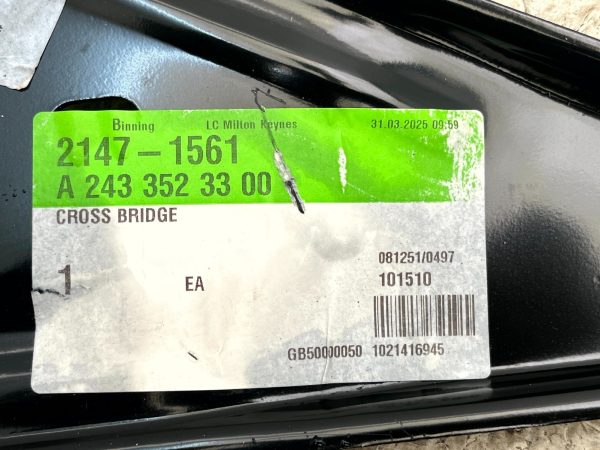 Binning LC Milton Keynes 31.03.2025 09:59
2147-1561
A 243 352 33 00
CROSS BRIDGE
081251/0497
1 EA 101510
GB50000050 1021416945